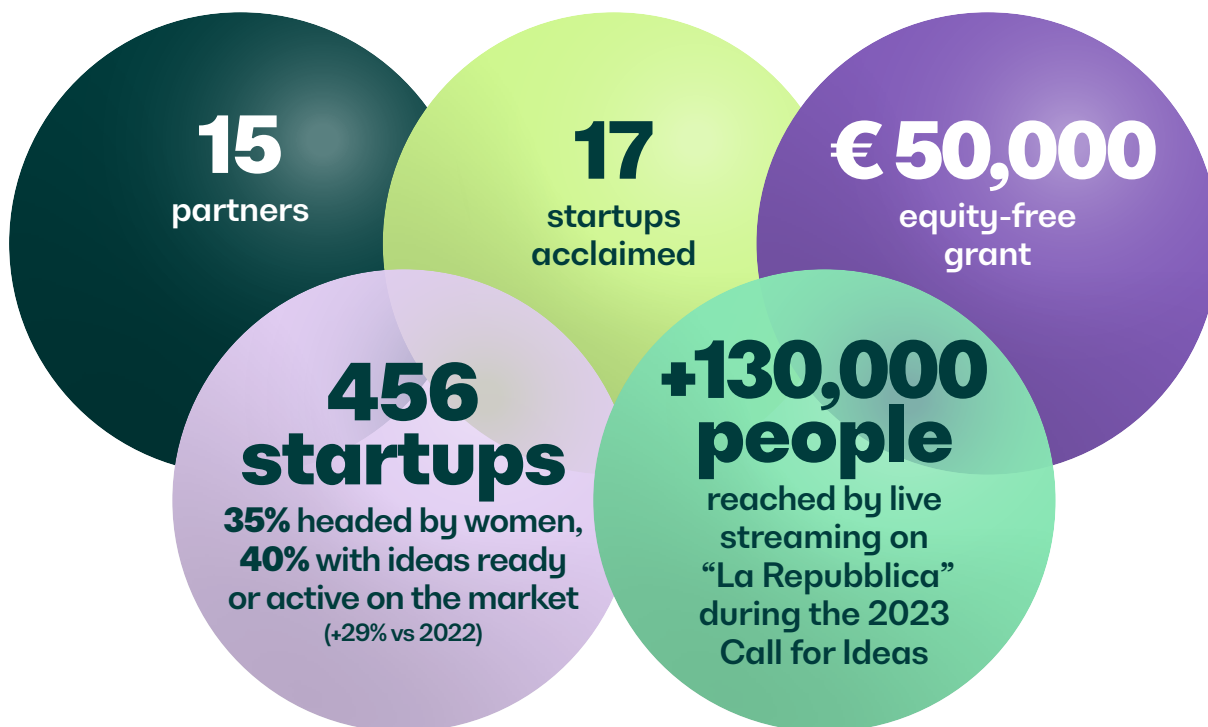 15
partners
17
startups
acclaimed
€ 50,000
equity-free
grant
456
startups
35% headed by women,
40% with ideas ready
or active on the market
(+29% vs 2022)
+130,000
people
reached by live
streaming on
“La Repubblica”
during the 2023
Call for Ideas